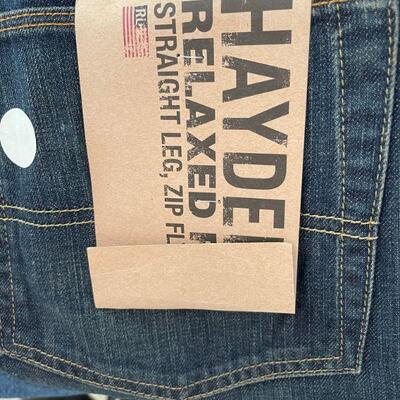 HAYDE
RELAXED
STRAIGHT LEG, ZIP FL